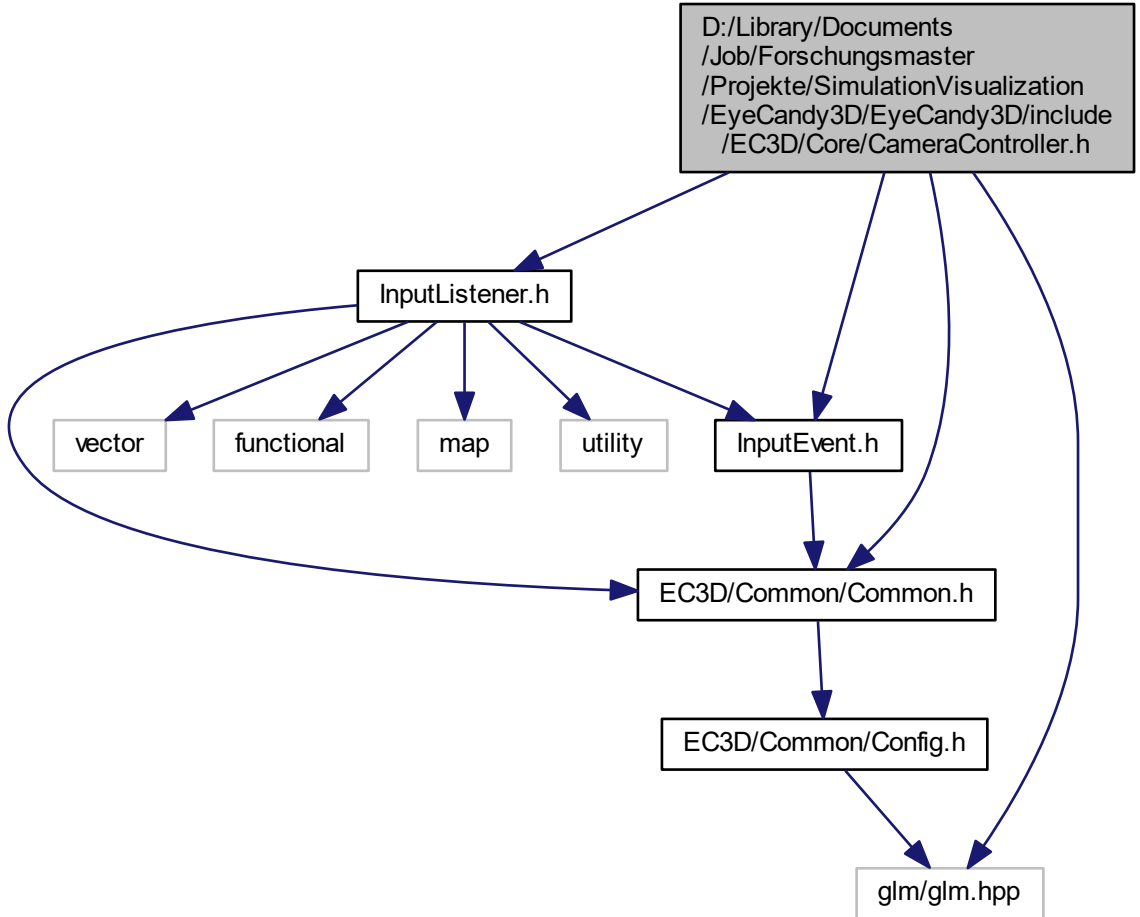 D:/Library/Documents
/Job/Forschungsmaster
/Projekte/SimulationVisualization
/EyeCandy3D/EyeCandy3D/include
/EC3D/Core/CameraController.h
InputListener.h
vector
functional
map
utility
InputEvent.h
EC3D/Common/Common.h
EC3D/Common/Config.h
glm/glm.hpp